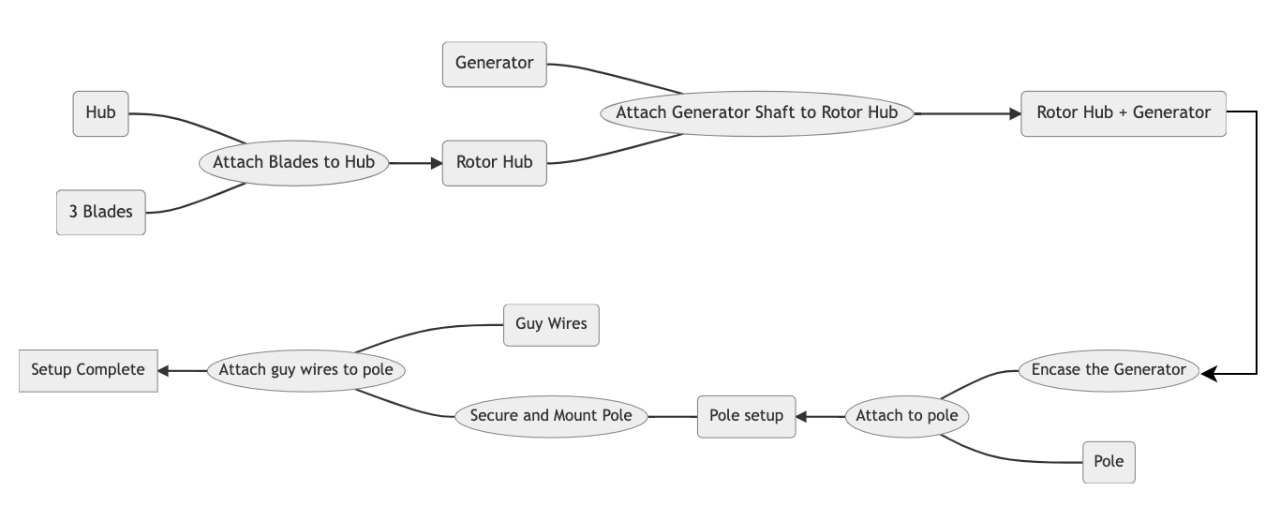 Generator
Hub
Attach Generator Shaft to Rotor Hub
Rotor Hub + Generator
Attach Blades to Hub
Rotor Hub
3 Blades
Guy Wires
Setup Complete
Attach guy wires to pole
Encase the Generator
Secure and Mount Pole
Pole setup
Attach to pole
Pole